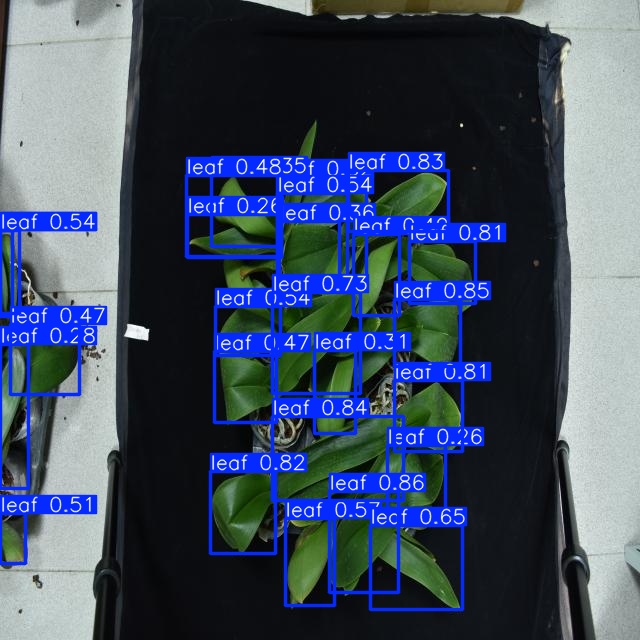 leaf 0.83
leaf 0.48
leaf 0.54
leaf 0.26
leaf 0.36
leaf 0.54
leaf 0.81
leaf 0.73
leaf 0.85
leaf 0.54
leaf 0.47
leaf 0.28
leaf 0.47
leaf 0.31
leaf 0.81
leaf 0.84
leaf 0.26
leaf 0.82
leaf 0.86
leaf 0.51
leaf 0.57
leaf 0.65